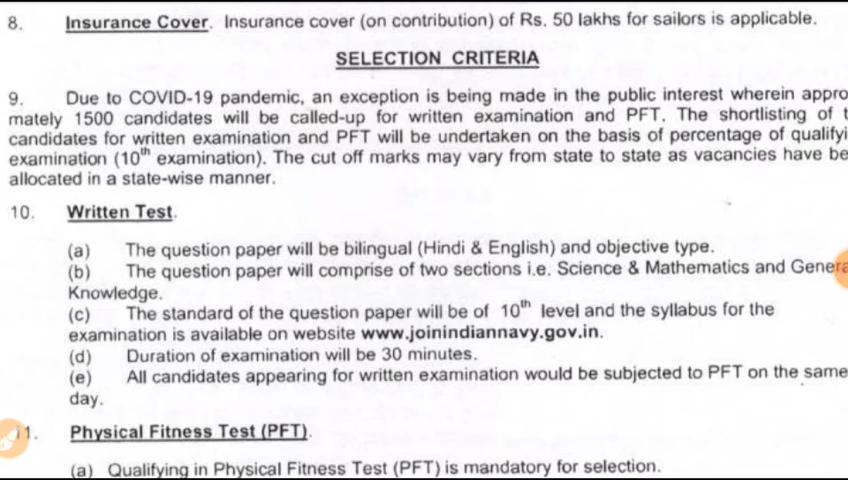 8. Insurance Cover. Insurance cover (on contribution) of Rs. 50 lakhs for sailors is applicable.
SELECTION CRITERIA
9. Due to COVID-19 pandemic, an exception is being made in the public interest wherein appro
mately 1500 candidates will be called-up for written examination and PFT. The shortlisting of t
candidates for written examination and PFT will be undertaken on the basis of percentage of qualifyi
examination (10th examination). The cut off marks may vary from state to state as vacancies have be
allocated in a state-wise manner.
10. Written Test.
(a) The question paper will be bilingual (Hindi & English) and objective type.
(b) The question paper will comprise of two sections i.e. Science & Mathematics and Genera
Knowledge.
(c) The standard of the question paper will be of 10th level and the syllabus for the
examination is available on website www.joinindiannavy.gov.in.
(d) Duration of examination will be 30 minutes.
(e) All candidates appearing for written examination would be subjected to PFT on the same
day.
11. Physical Fitness Test (PFT).
(a) Qualifying in Physical Fitness Test (PFT) is mandatory for selection.